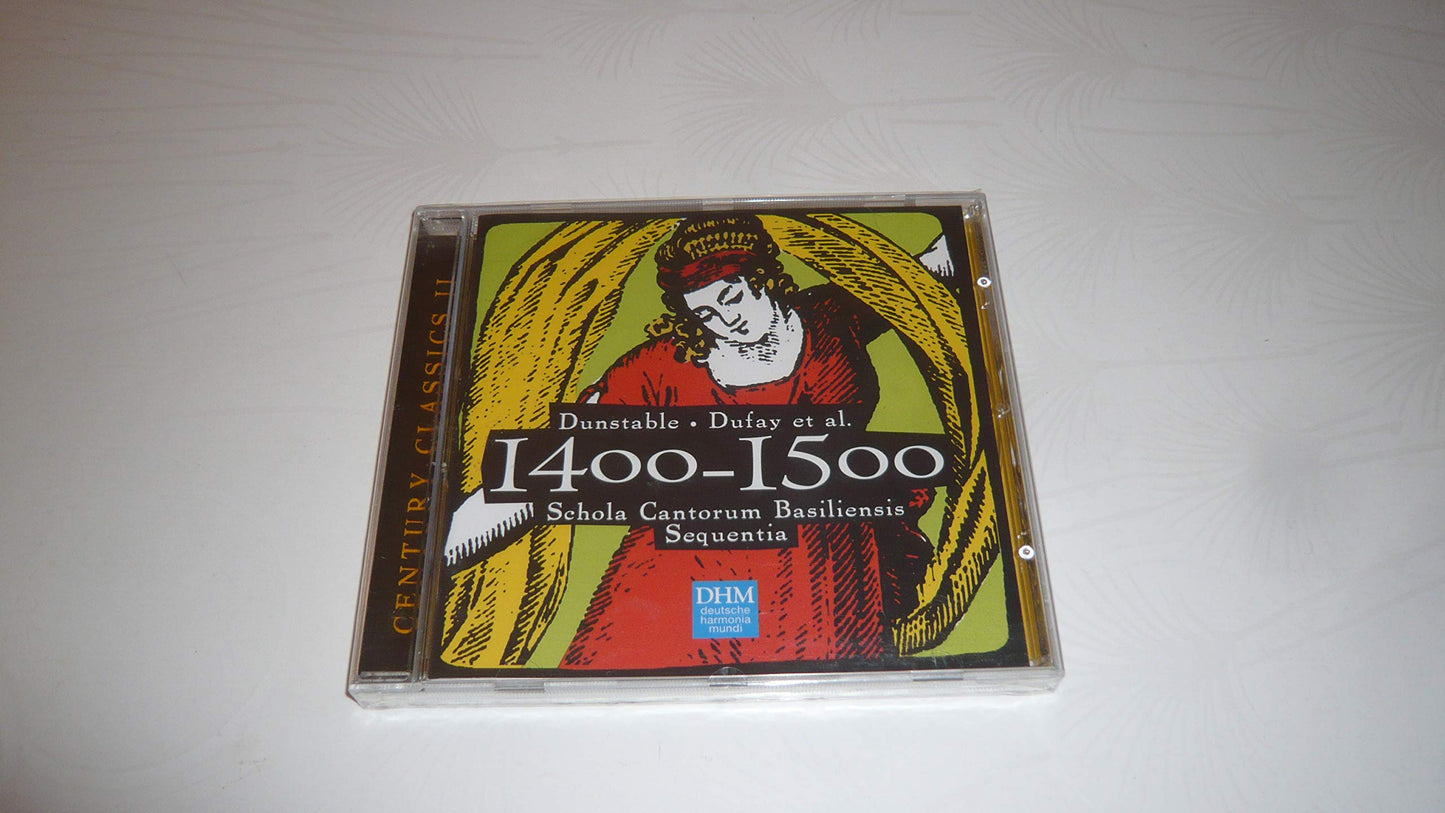 CENTURY CLASSICS II
Dunstable • Dufay et al.
1400–1500
Schola Cantorum Basiliensis
Sequentia
DHM
deutsche
harmonia
mundi